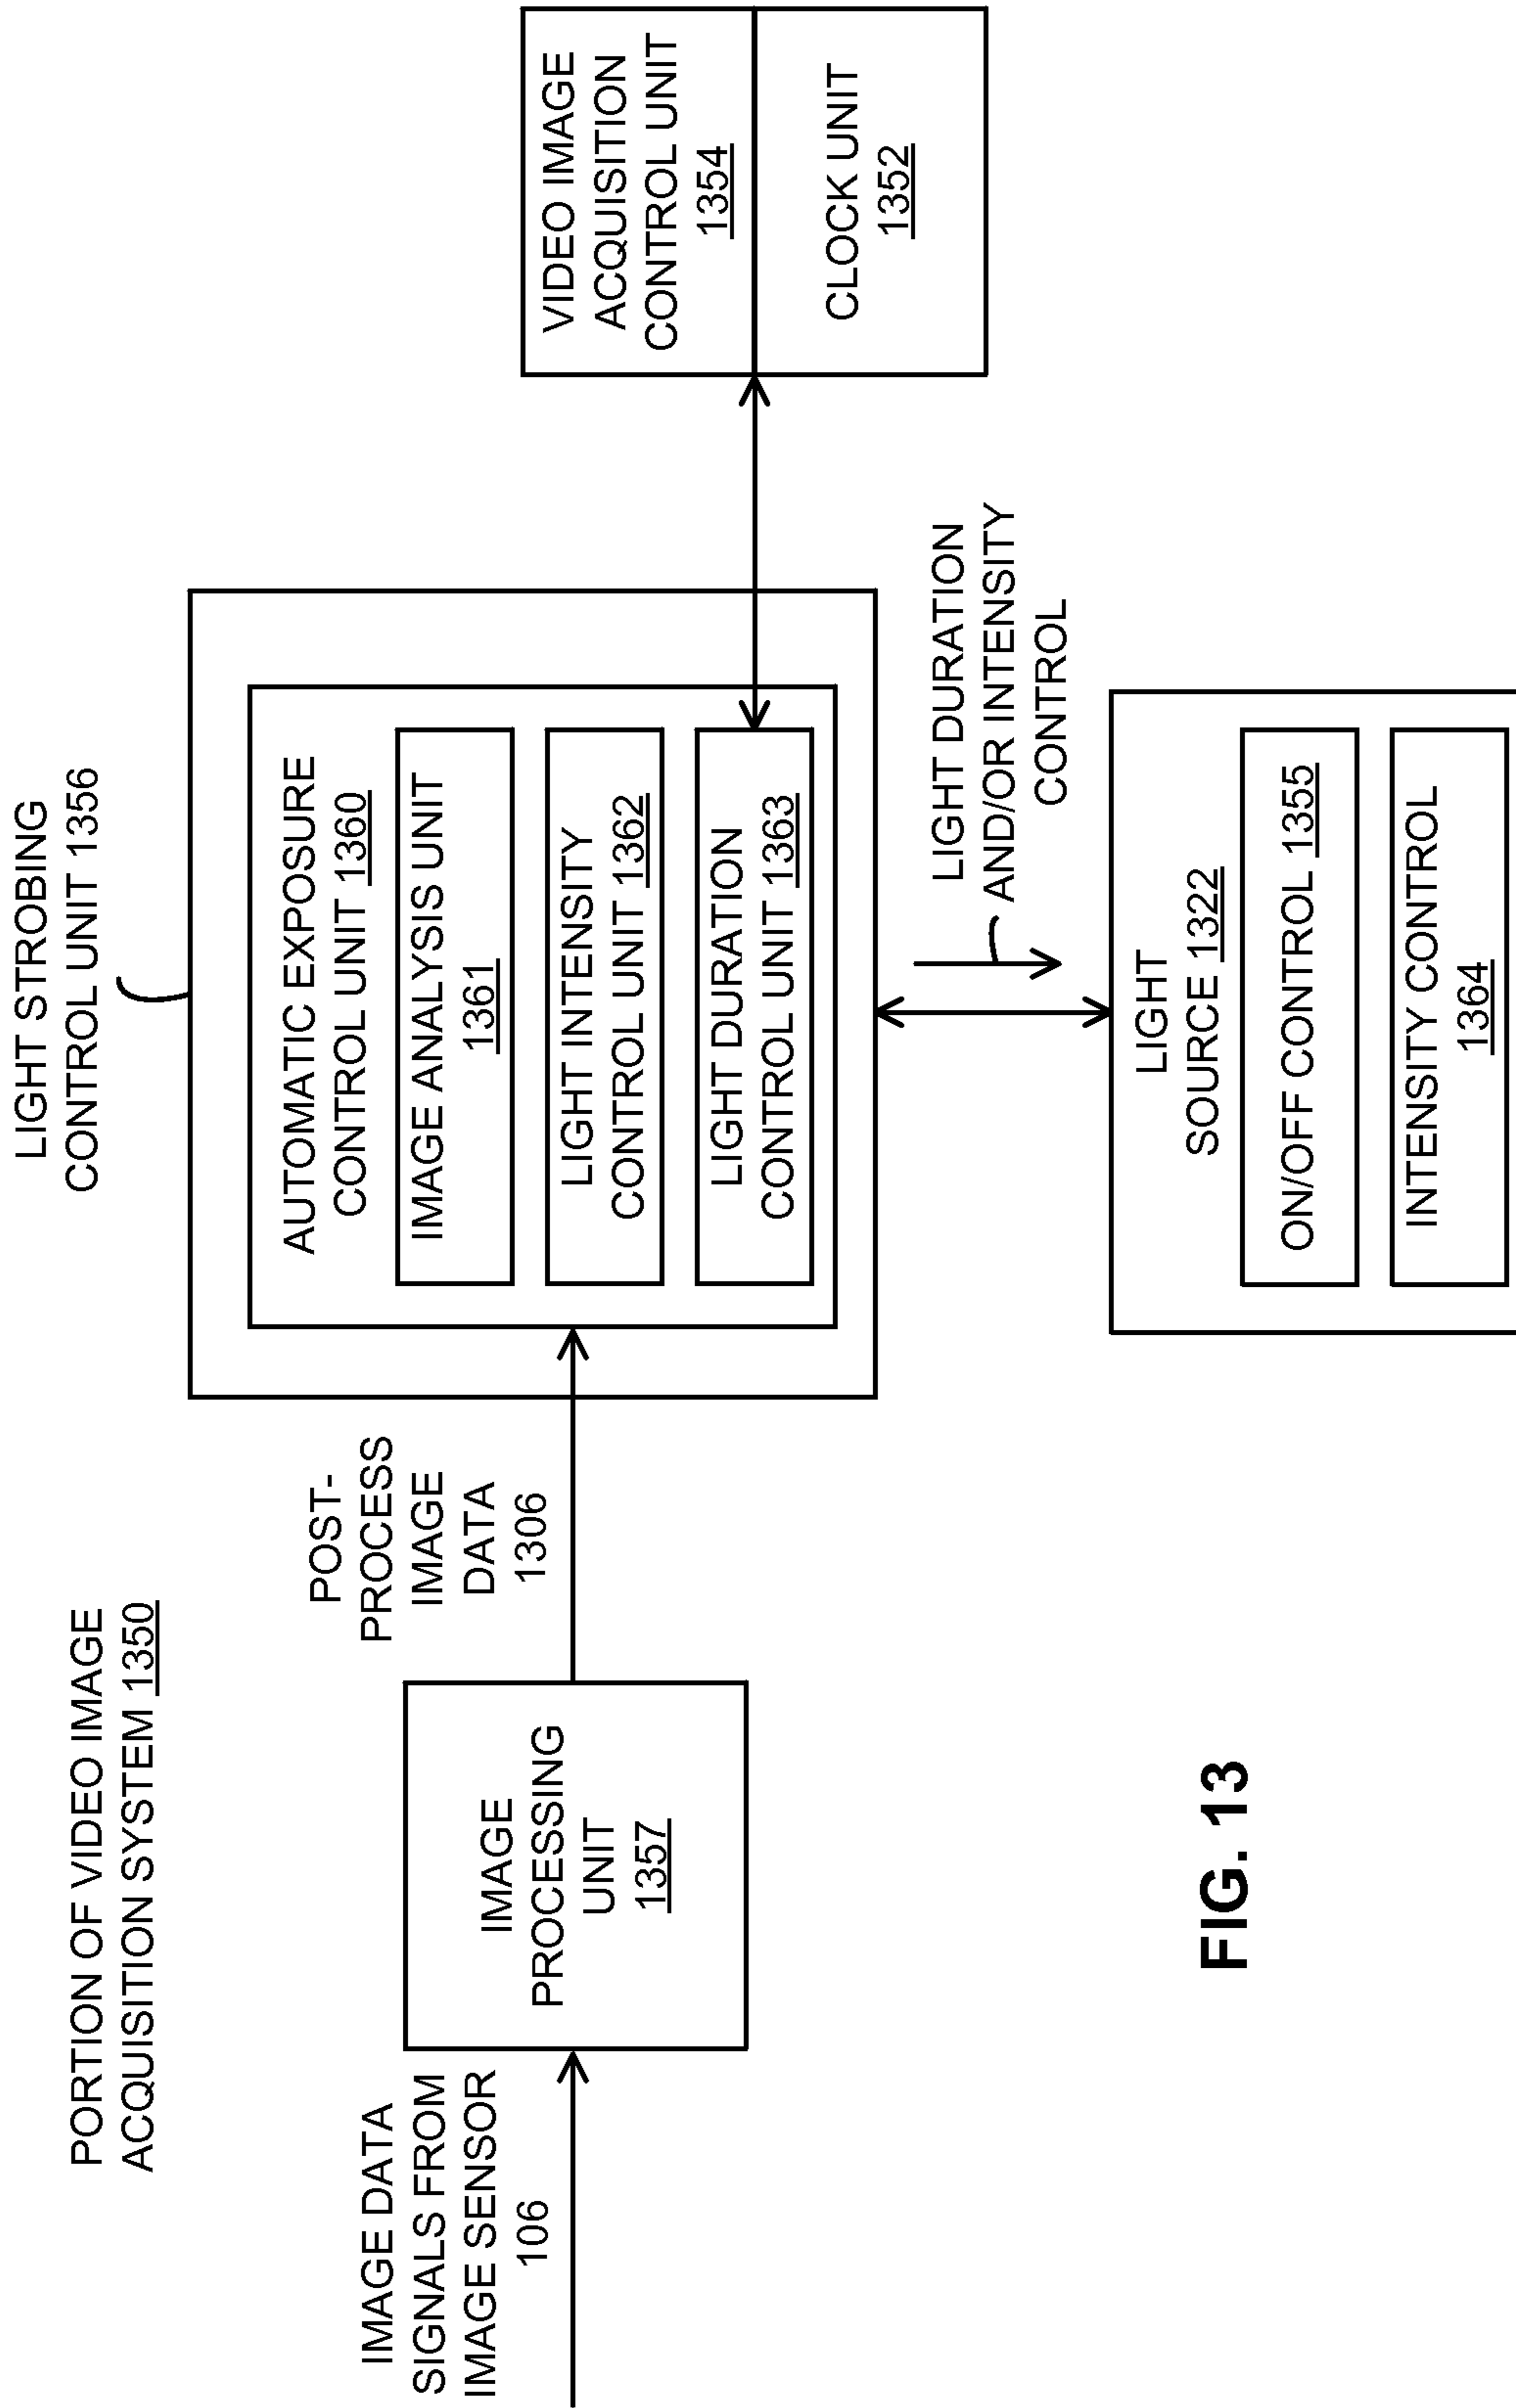 PORTION OF VIDEO IMAGE
ACQUISITION SYSTEM 1350
LIGHT STROBING
CONTROL UNIT 1356
IMAGE DATA
SIGNALS FROM
IMAGE SENSOR
106
IMAGE
PROCESSING
UNIT
1357
POST-
PROCESS
IMAGE
DATA
1306
AUTOMATIC EXPOSURE
CONTROL UNIT 1360
IMAGE ANALYSIS UNIT
1361
LIGHT INTENSITY
CONTROL UNIT 1362
LIGHT DURATION
CONTROL UNIT 1363
VIDEO IMAGE
ACQUISITION
CONTROL UNIT
1354
CLOCK UNIT
1352
LIGHT DURATION
AND/OR INTENSITY
CONTROL
LIGHT
SOURCE 1322
ON/OFF CONTROL 1355
INTENSITY CONTROL
1364
FIG. 13